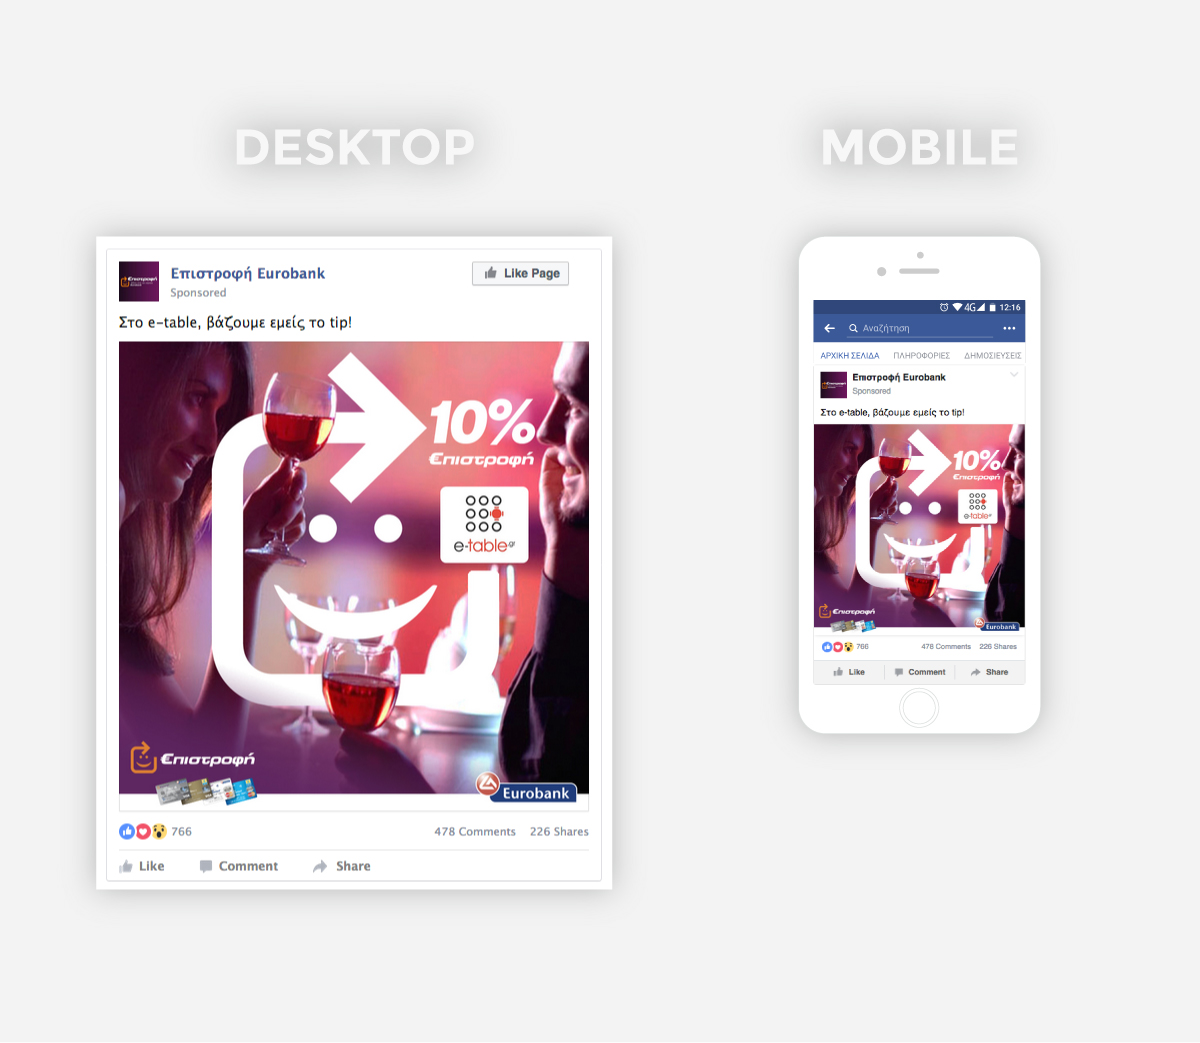 DESKTOP
Επιστροφή Eurobank
Sponsored
Like Page
Στο e-table, βάζουμε εμείς το tip!
10%
Επιστροφή
e-table.gr
Επιστροφή
Eurobank
766
478 Comments 226 Shares
Like Comment Share
MOBILE
4G 12:16
Αναζήτηση
ΑΡΧΙΚΗ ΣΕΛΙΔΑ ΠΛΗΡΟΦΟΡΙΕΣ ΔΗΜΟΣΙΕΥΣΕΙΣ
Επιστροφή Eurobank
Sponsored
Στο e-table, βάζουμε εμείς το tip!
10%
Επιστροφή
e-table.gr
Επιστροφή
Eurobank
766 478 Comments 226 Shares
Like Comment Share